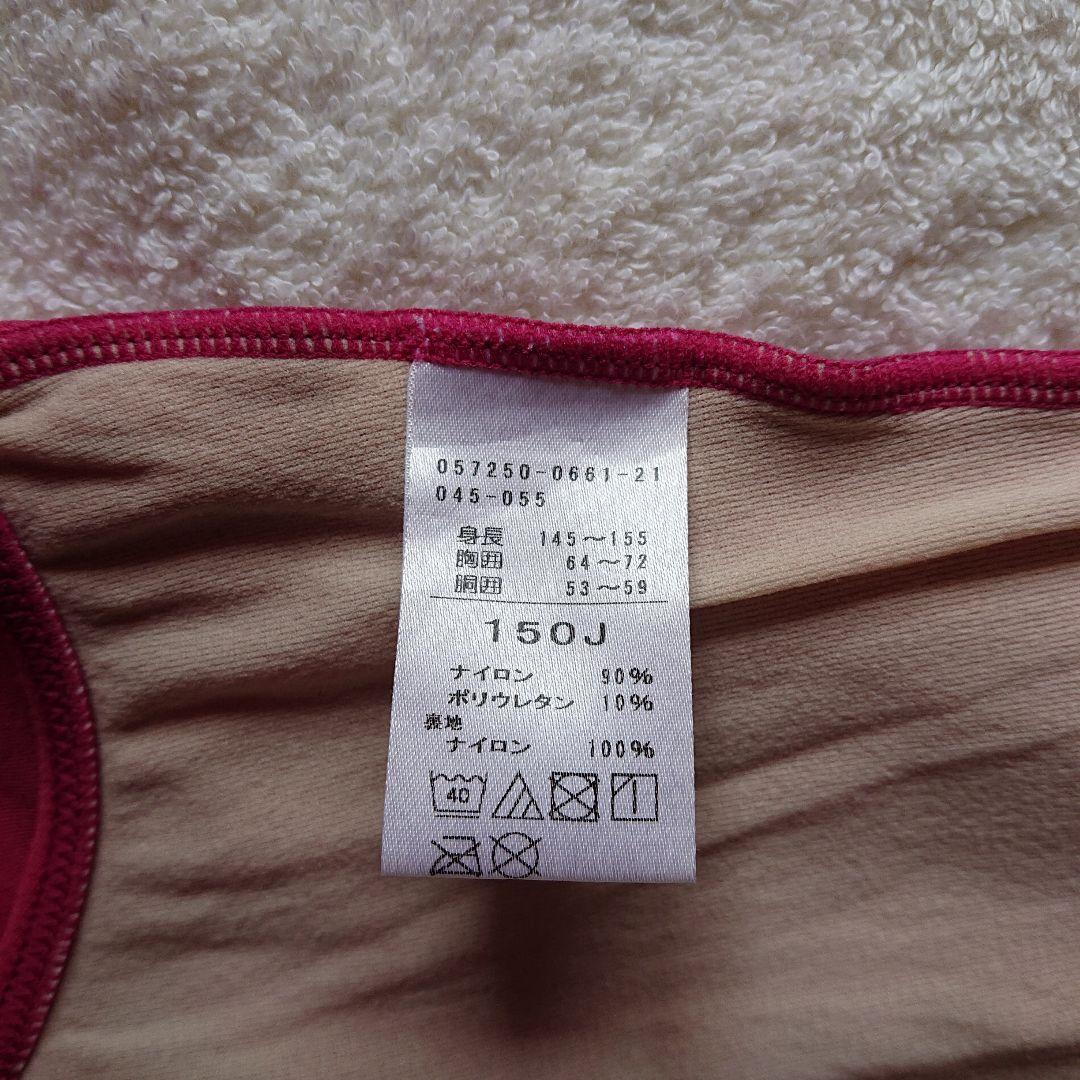 057250-0661-21
045-055
身長 145～155
胸囲 64～72
胴囲 53～59
150J
ナイロン 90%
ポリウレタン 10%
裏地
ナイロン 100%
40